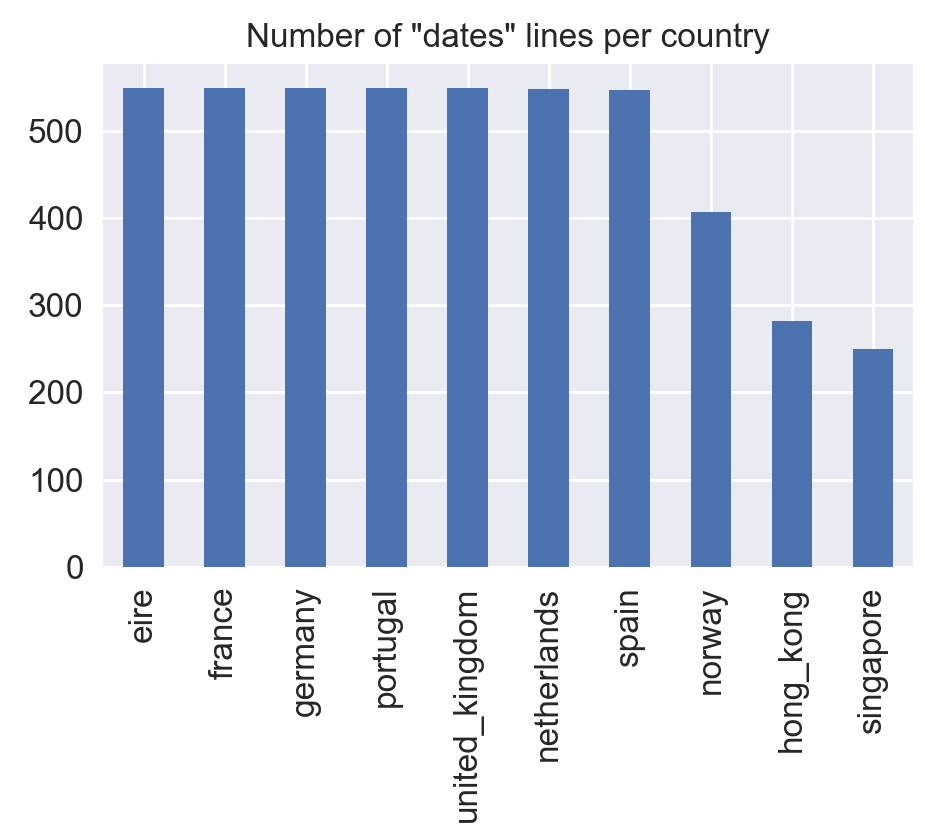 Number of "dates" lines per country
500
400
300
200
100
0
eire
france
germany
portugal
united_kingdom
netherlands
spain
norway
hong_kong
singapore